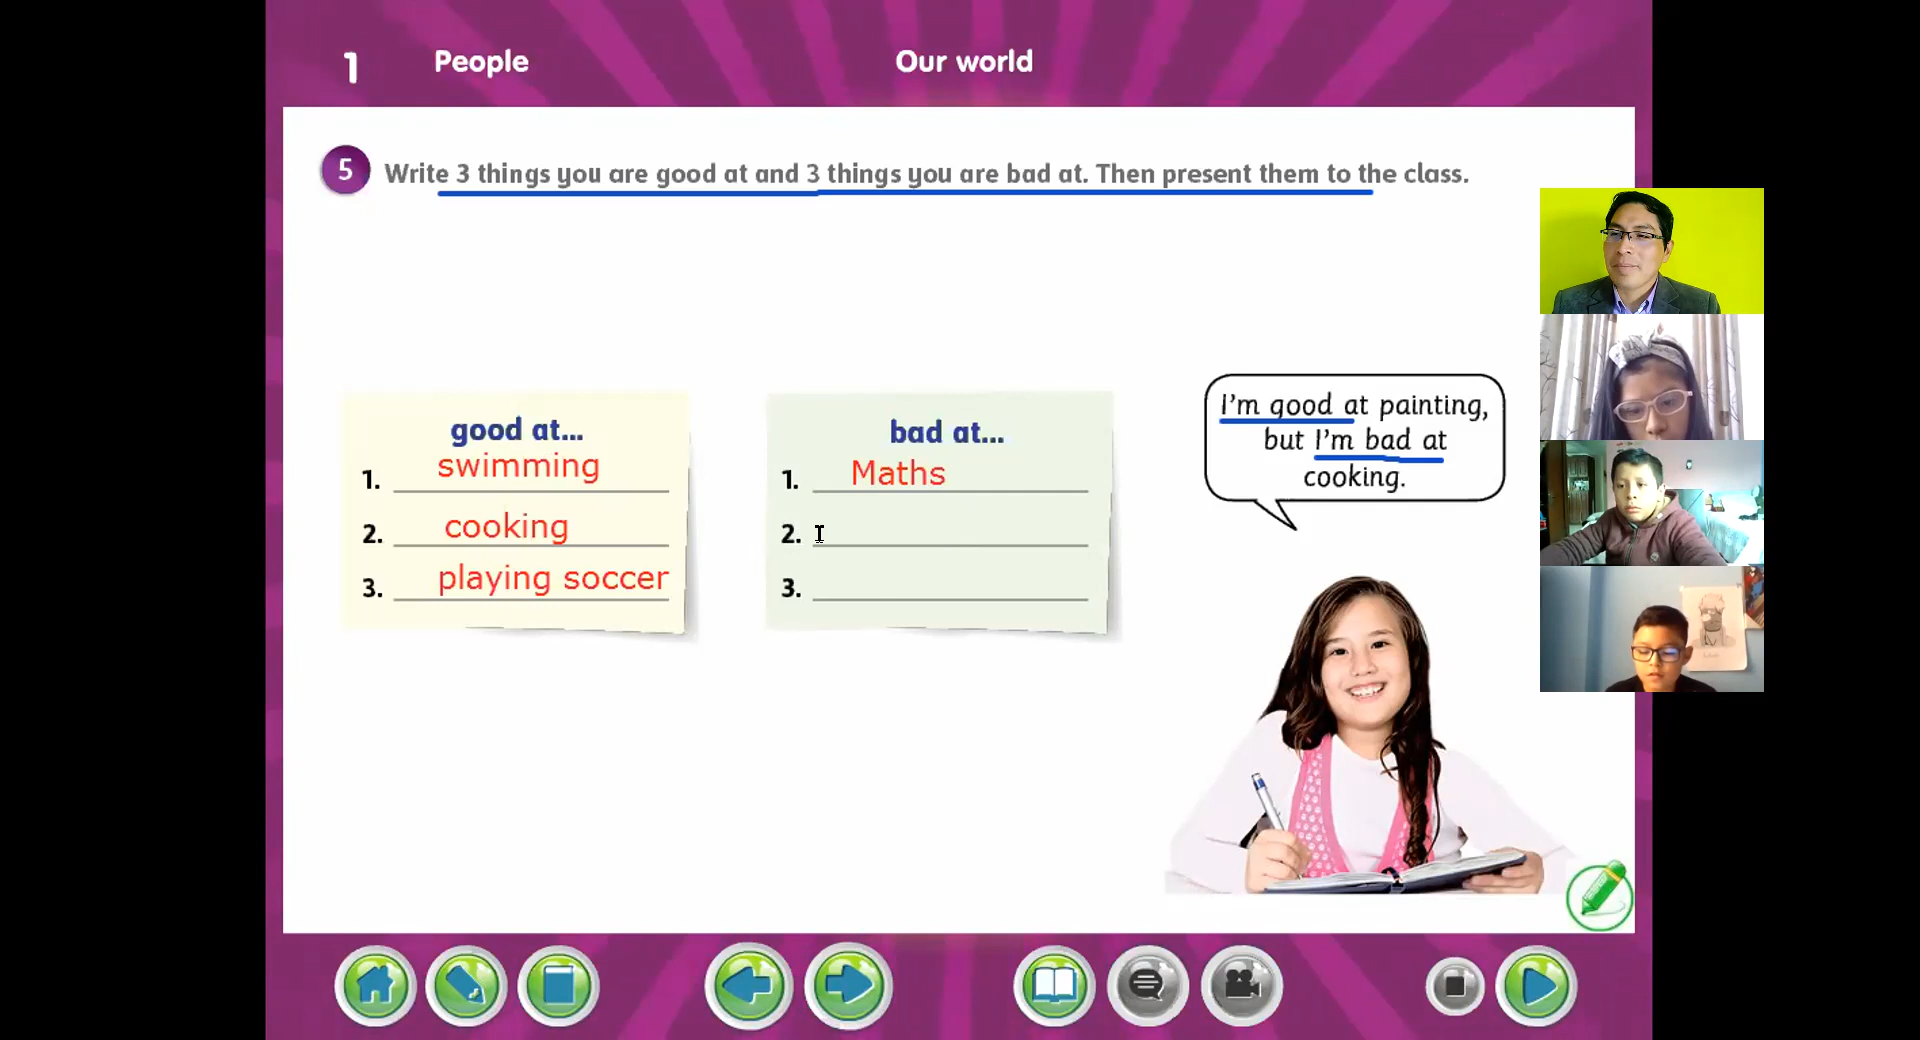 1 People Our world
5 Write 3 things you are good at and 3 things you are bad at. Then present them to the class.
good at...
1. swimming
2. cooking
3. playing soccer
bad at...
1. Maths
2.
3.
I'm good at painting,
but I'm bad at
cooking.